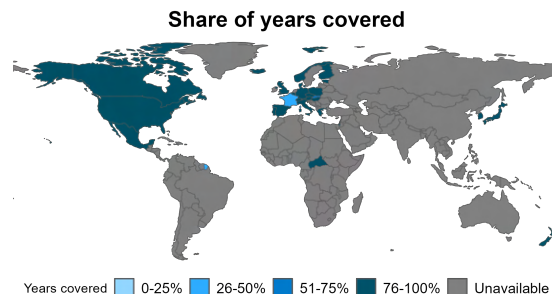 Share of years covered
Years covered 0-25% 26-50% 51-75% 76-100% Unavailable